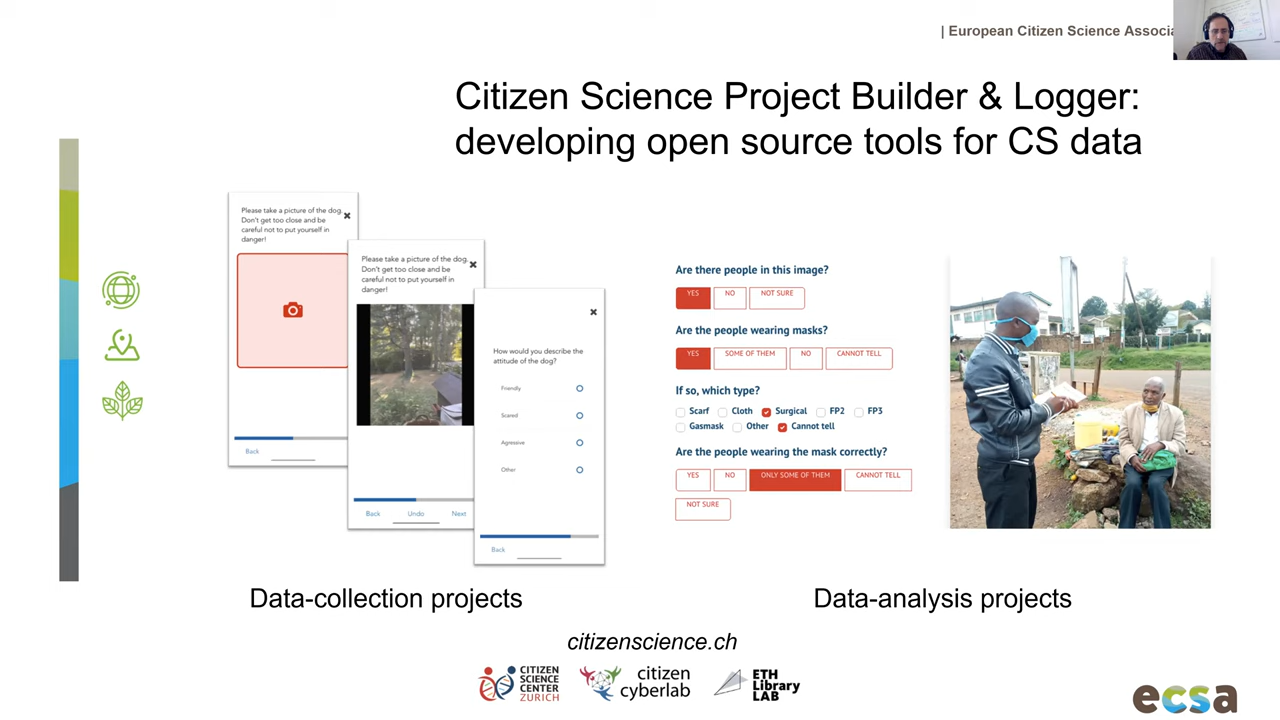 | European Citizen Science Associa
Citizen Science Project Builder & Logger:
developing open source tools for CS data
Please take a picture of the dog.
Don't get too close and be
careful not to put yourself in
danger!
Back
Please take a picture of the dog.
Don't get too close and be
careful not to put yourself in
danger!
Back Undo Next
How would you describe the
attitude of the dog?
Friendly
Scared
Agressive
Other
Back
Are there people in this image?
YES NO NOT SURE
Are the people wearing masks?
YES SOME OF THEM NO CANNOT TELL
If so, which type?
Scarf Cloth Surgical FP2 FP3
Gasmask Other Cannot tell
Are the people wearing the mask correctly?
YES NO ONLY SOME OF THEM CANNOT TELL
NOT SURE
Data-collection projects
Data-analysis projects
citizenscience.ch
CITIZEN
SCIENCE
CENTER
ZURICH
citizen
cyberlab
ETH
Library
LAB
ecsa